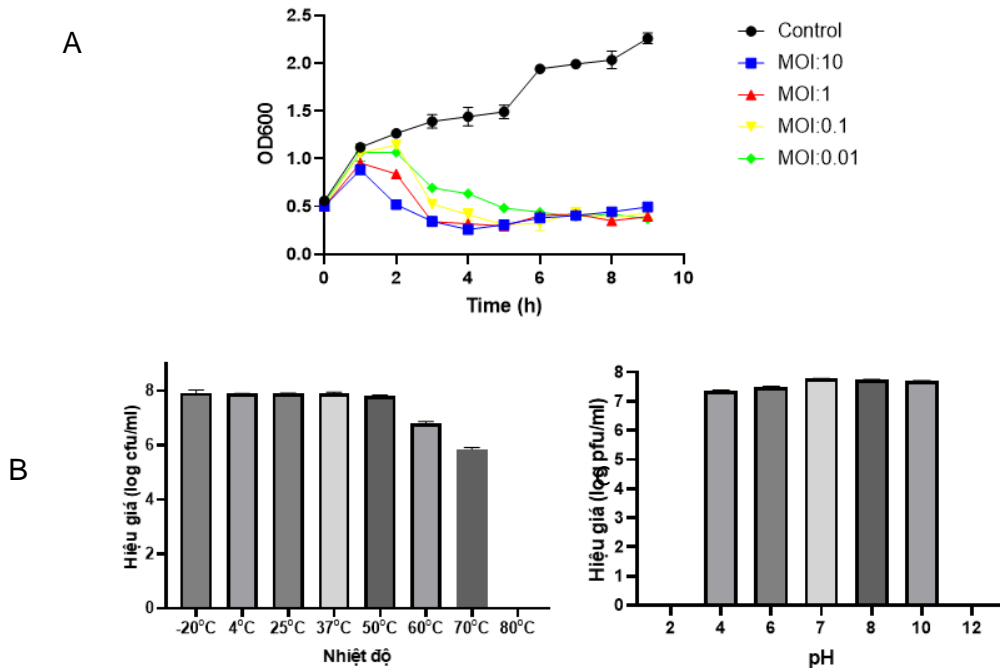 A
2.5
2.0
1.5
1.0
0.5
0.0
OD600
0 2 4 6 8 10
Time (h)
Control
MOI:10
MOI:1
MOI:0.1
MOI:0.01
B
8
6
4
2
0
Hiệu giá (log cfu/ml)
-20°C 4°C 25°C 37°C 50°C 60°C 70°C 80°C
Nhiệt độ
8
7
6
5
4
3
2
1
0
Hiệu giá (log pfu/ml)
2 4 6 7 8 10 12
pH